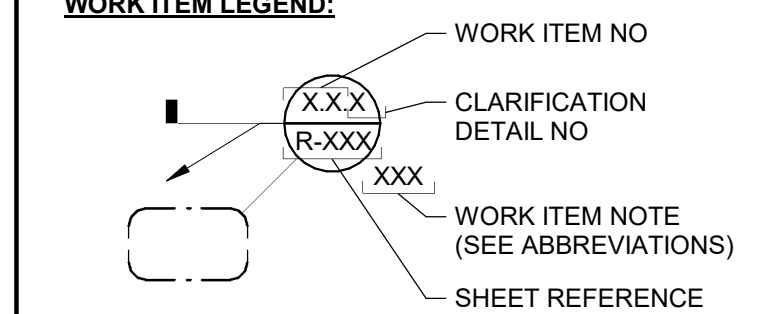 WORK ITEM LEGEND:
WORK ITEM NO
X.X.X
CLARIFICATION
DETAIL NO
R-XXX
XXX
WORK ITEM NOTE
(SEE ABBREVIATIONS)
SHEET REFERENCE